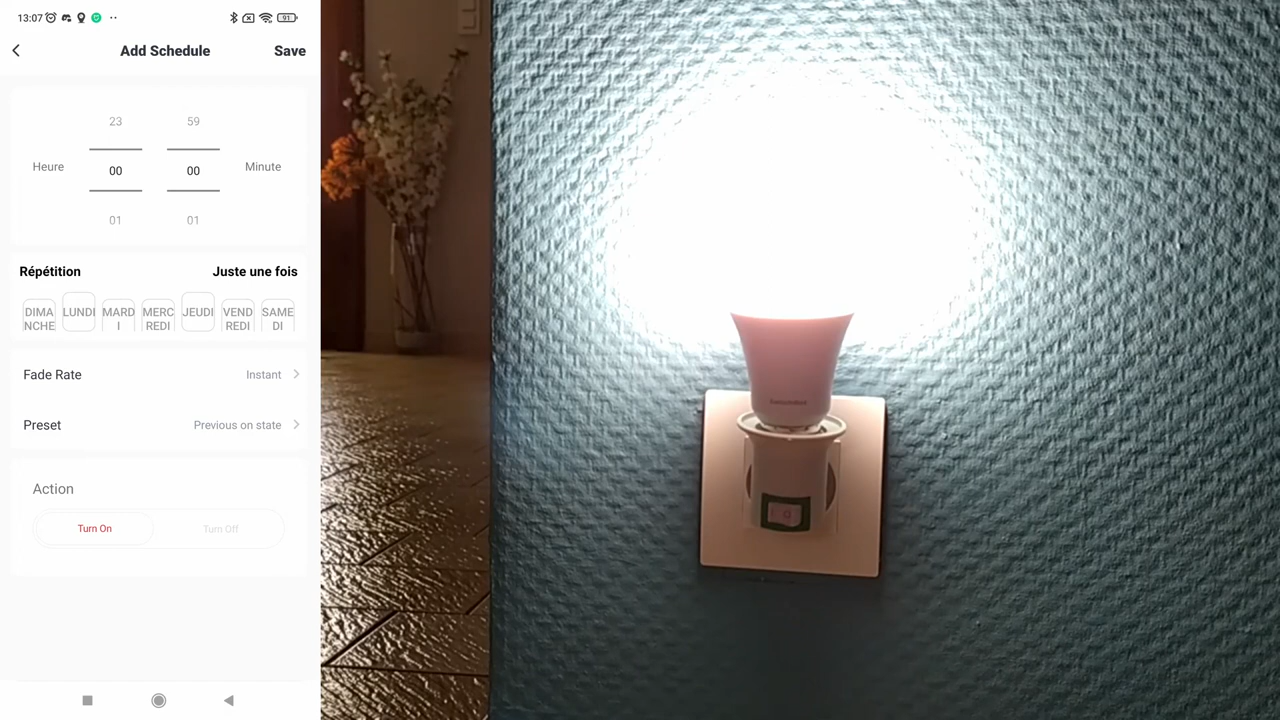 13:07
91
Add Schedule
Save
23
59
Heure
00
00
Minute
01
01
Répétition
Juste une fois
DIMA
NCHE
LUNDI
MARD
I
MERC
REDI
JEUDI
VEND
REDI
SAME
DI
Fade Rate
Instant
Preset
Previous on state
Action
Turn On
Turn Off